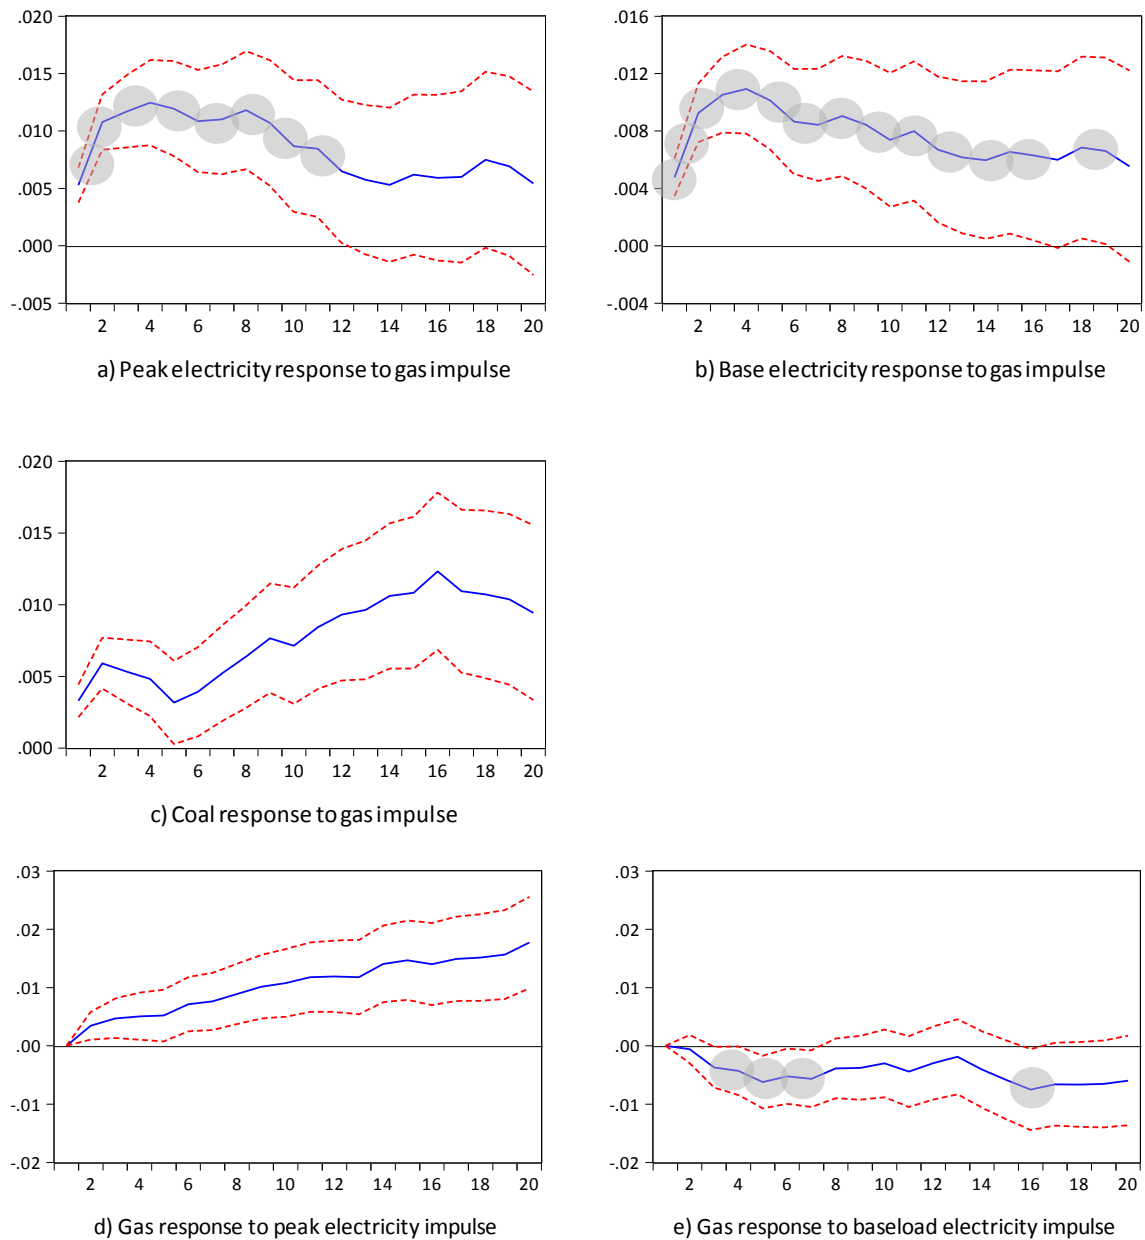 .020
.015
.010
.005
.000
-.005
2 4 6 8 10 12 14 16 18 20
a) Peak electricity response to gas impulse
.016
.012
.008
.004
.000
-.004
2 4 6 8 10 12 14 16 18 20
b) Base electricity response to gas impulse
.020
.015
.010
.005
.000
2 4 6 8 10 12 14 16 18 20
c) Coal response to gas impulse
.03
.02
.01
.00
-.01
-.02
2 4 6 8 10 12 14 16 18 20
d) Gas response to peak electricity impulse
.03
.02
.01
.00
-.01
-.02
2 4 6 8 10 12 14 16 18 20
e) Gas response to baseload electricity impulse